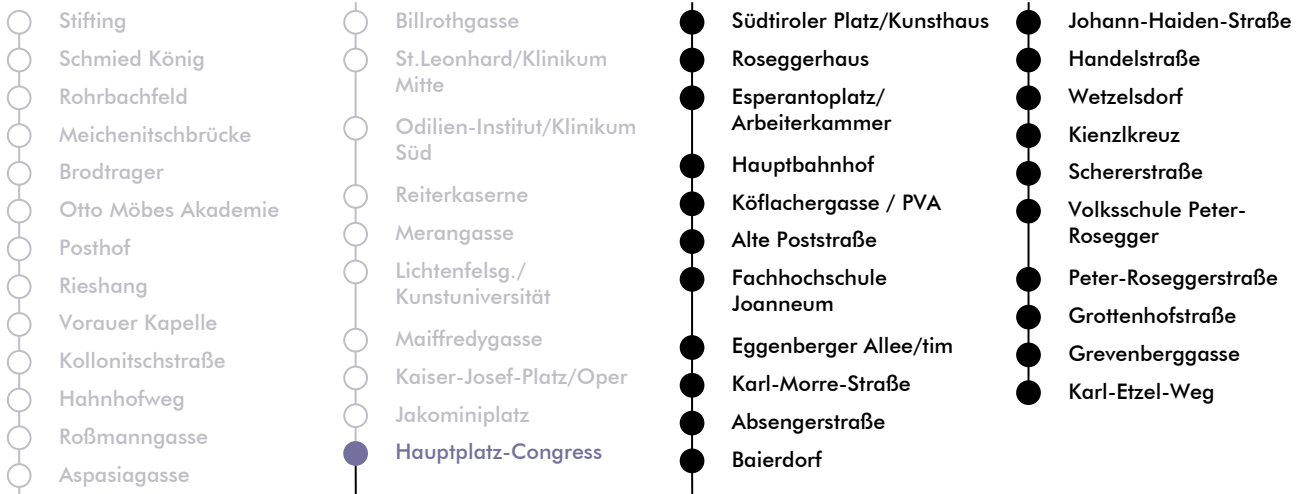 Stifting
Schmied König
Rohrbachfeld
Meichenitschbrücke
Brodtrager
Otto Möbes Akademie
Posthof
Rieshang
Vorauer Kapelle
Kollonitschstraße
Hahnhofweg
Roßmanngasse
Aspasiagasse
Billrothgasse
St.Leonhard/Klinikum
Mitte
Odilien-Institut/Klinikum
Süd
Reiterkaserne
Merangasse
Lichtenfelsg./
Kunstuniversität
Maiffredygasse
Kaiser-Josef-Platz/Oper
Jakominiplatz
Hauptplatz-Congress
Südtiroler Platz/Kunsthaus
Roseggerhaus
Esperantoplatz/
Arbeiterkammer
Hauptbahnhof
Köflachergasse / PVA
Alte Poststraße
Fachhochschule
Joanneum
Eggenberger Allee/tim
Karl-Morre-Straße
Absengerstraße
Baierdorf
Johann-Haiden-Straße
Handelstraße
Wetzelsdorf
Kienzlkreuz
Schererstraße
Volksschule Peter-
Rosegger
Peter-Roseggerstraße
Grottenhofstraße
Grevenberggasse
Karl-Etzel-Weg